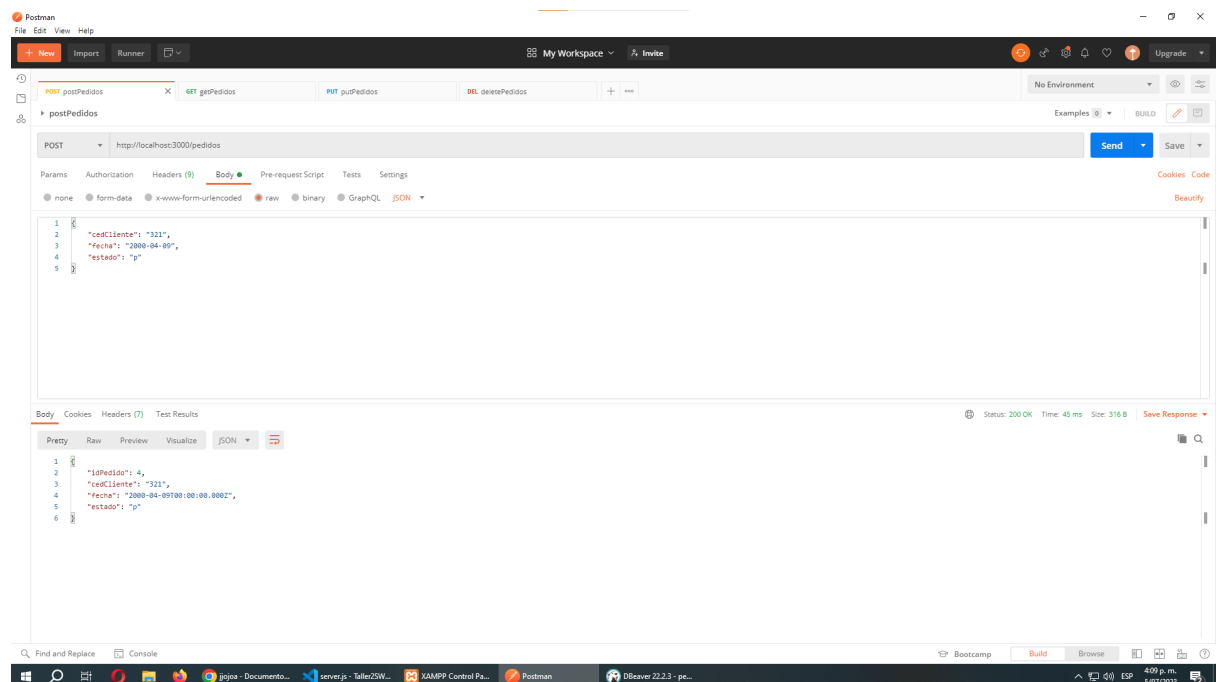 Postman
File Edit View Help
+ New Import Runner My Workspace Invite Upgrade
POST postPedidos GET getPedidos PUT putPedidos DEL deletePedidos No Environment
postPedidos Examples 0 BUILD
POST http://localhost:3000/pedidos Send Save
Params Authorization Headers (9) Body Pre-request Script Tests Settings Cookies Code
none form-data x-www-form-urlencoded raw binary GraphQL JSON Beautify
1 {
2 "cedCliente": "321",
3 "fecha": "2000-04-09",
4 "estado": "p"
5 }
Body Cookies Headers (7) Test Results Status: 200 OK Time: 45 ms Size: 316 B Save Response
Pretty Raw Preview Visualize JSON
1 {
2 "idPedido": 4,
3 "cedCliente": "321",
4 "fecha": "2000-04-09T00:00:00.000Z",
5 "estado": "p"
6 }
Find and Replace Console Bootcamp Build Browse
jijoa - Documento... server.js - Taller2SW... XAMPP Control Pa... Postman DBeaver 22.2.3 - pe... ESP 4:09 p. m.
5/07/2023